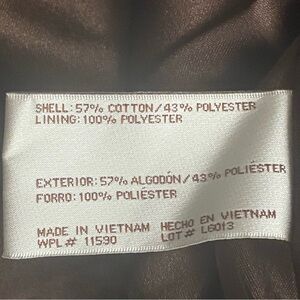 SHELL: 57% COTTON/43% POLYESTER
LINING: 100% POLYESTER
EXTERIOR: 57% ALGODÓN/43% POLIÉSTER
FORRO: 100% POLIÉSTER
MADE IN VIETNAM HECHO EN VIETNAM
WPL# 11590 LOT# L6013